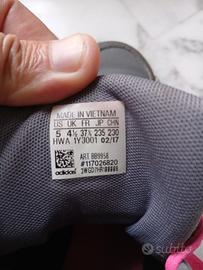 MADE IN VIETNAM
US UK FR JP CHN
5 4½ 37⅓ 235 230
HWA 1Y3001 02/17
ART BB9958
#117026820
adidas
Subito